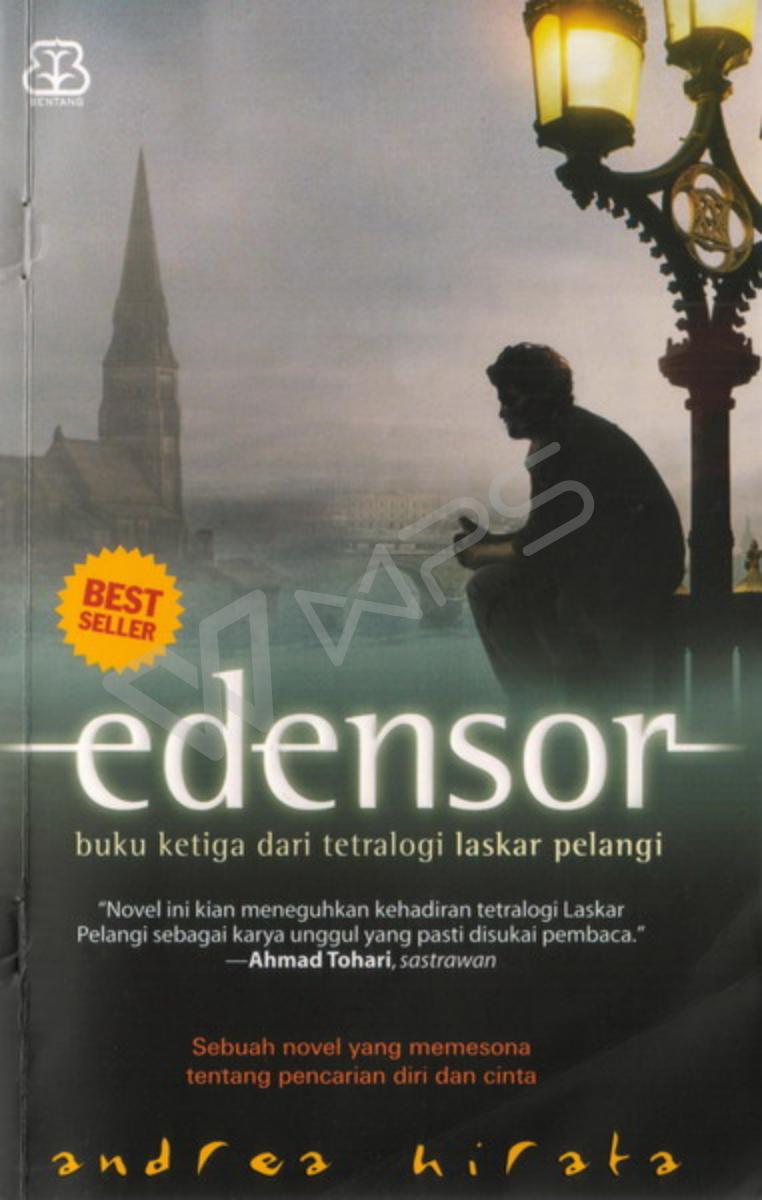 BENTANG
BEST
SELLER
WPS
edensor
buku ketiga dari tetralogi laskar pelangi
“Novel ini kian meneguhkan kehadiran tetralogi Laskar
Pelangi sebagai karya unggul yang pasti disukai pembaca.”
—Ahmad Tohari, sastrawan
Sebuah novel yang memesona
tentang pencarian diri dan cinta
andrea hirata